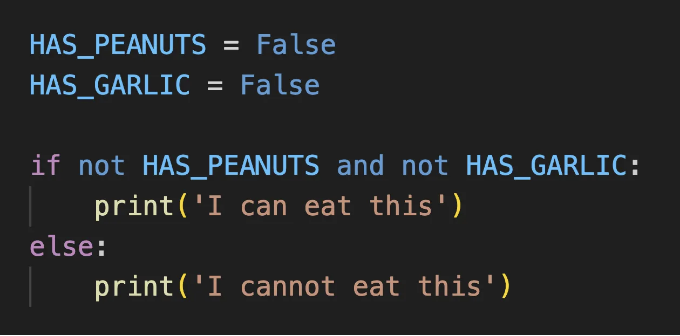 HAS_PEANUTS = False
HAS_GARLIC = False
if not HAS_PEANUTS and not HAS_GARLIC:
print('I can eat this')
else:
print('I cannot eat this')